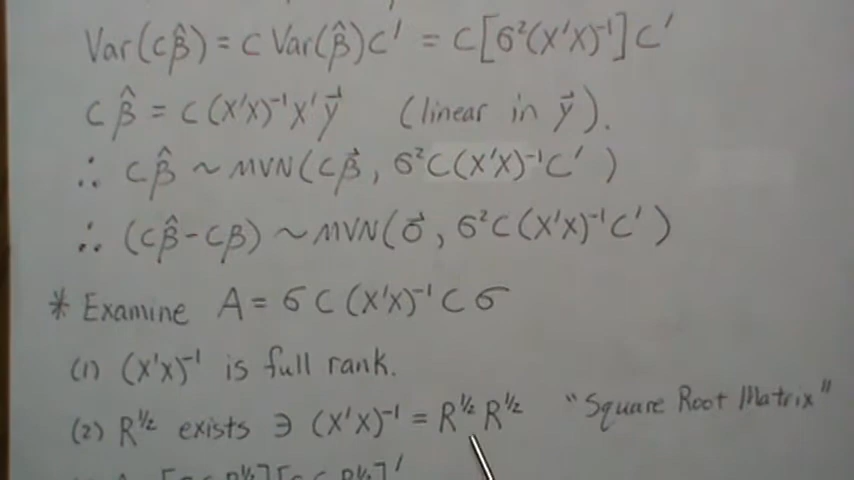 Var(cβ̂) = C Var(β̂)C' = C[σ²(X'X)⁻¹]C'
Cβ̂ = C(X'X)⁻¹X'y⃗ (linear in y⃗).
∴ Cβ̂ ~ MVN(Cβ⃗, σ²C(X'X)⁻¹C')
∴ (Cβ̂-Cβ) ~ MVN(0⃗, σ²C(X'X)⁻¹C')
* Examine A = σC(X'X)⁻¹Cσ
(1) (X'X)⁻¹ is full rank.
(2) R^½ exists ∋ (X'X)⁻¹ = R^½ R^½ "Square Root Matrix"